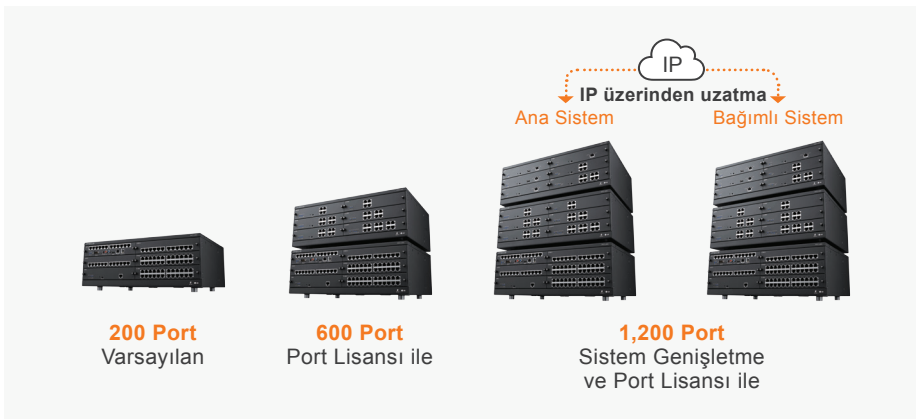 IP
IP üzerinden uzatma
Ana Sistem
Bağımlı Sistem
200 Port
Varsayılan
600 Port
Port Lisansı ile
1,200 Port
Sistem Genişletme
ve Port Lisansı ile